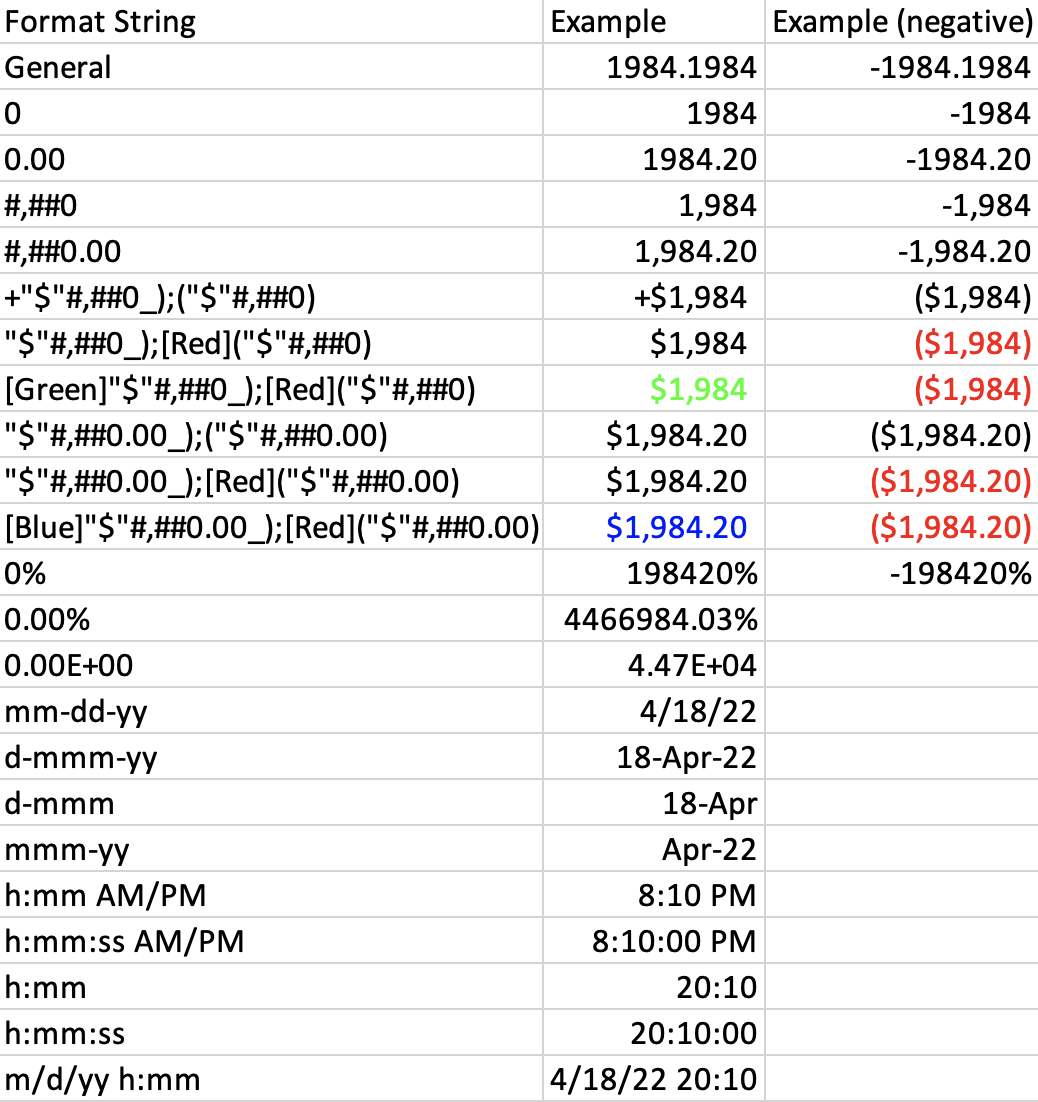 Format String Example Example (negative)
General 1984.1984 -1984.1984
0 1984 -1984
0.00 1984.20 -1984.20
#,##0 1,984 -1,984
#,##0.00 1,984.20 -1,984.20
+"$"#,##0_);("$"#,##0) +$1,984 ($1,984)
"$"#,##0_);[Red]("$"#,##0) $1,984 ($1,984)
[Green]"$"#,##0_);[Red]("$"#,##0) $1,984 ($1,984)
"$"#,##0.00_);("$"#,##0.00) $1,984.20 ($1,984.20)
"$"#,##0.00_);[Red]("$"#,##0.00) $1,984.20 ($1,984.20)
[Blue]"$"#,##0.00_);[Red]("$"#,##0.00) $1,984.20 ($1,984.20)
0% 198420% -198420%
0.00% 4466984.03%
0.00E+00 4.47E+04
mm-dd-yy 4/18/22
d-mmm-yy 18-Apr-22
d-mmm 18-Apr
mmm-yy Apr-22
h:mm AM/PM 8:10 PM
h:mm:ss AM/PM 8:10:00 PM
h:mm 20:10
h:mm:ss 20:10:00
m/d/yy h:mm 4/18/22 20:10